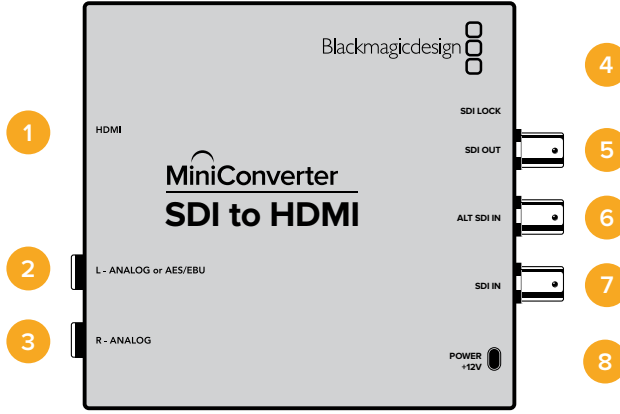 Blackmagicdesign
4
SDI LOCK
1
HDMI
SDI OUT
5
MiniConverter
SDI to HDMI
ALT SDI IN
6
2
L - ANALOG or AES/EBU
SDI IN
7
3
R - ANALOG
POWER
+12V
8